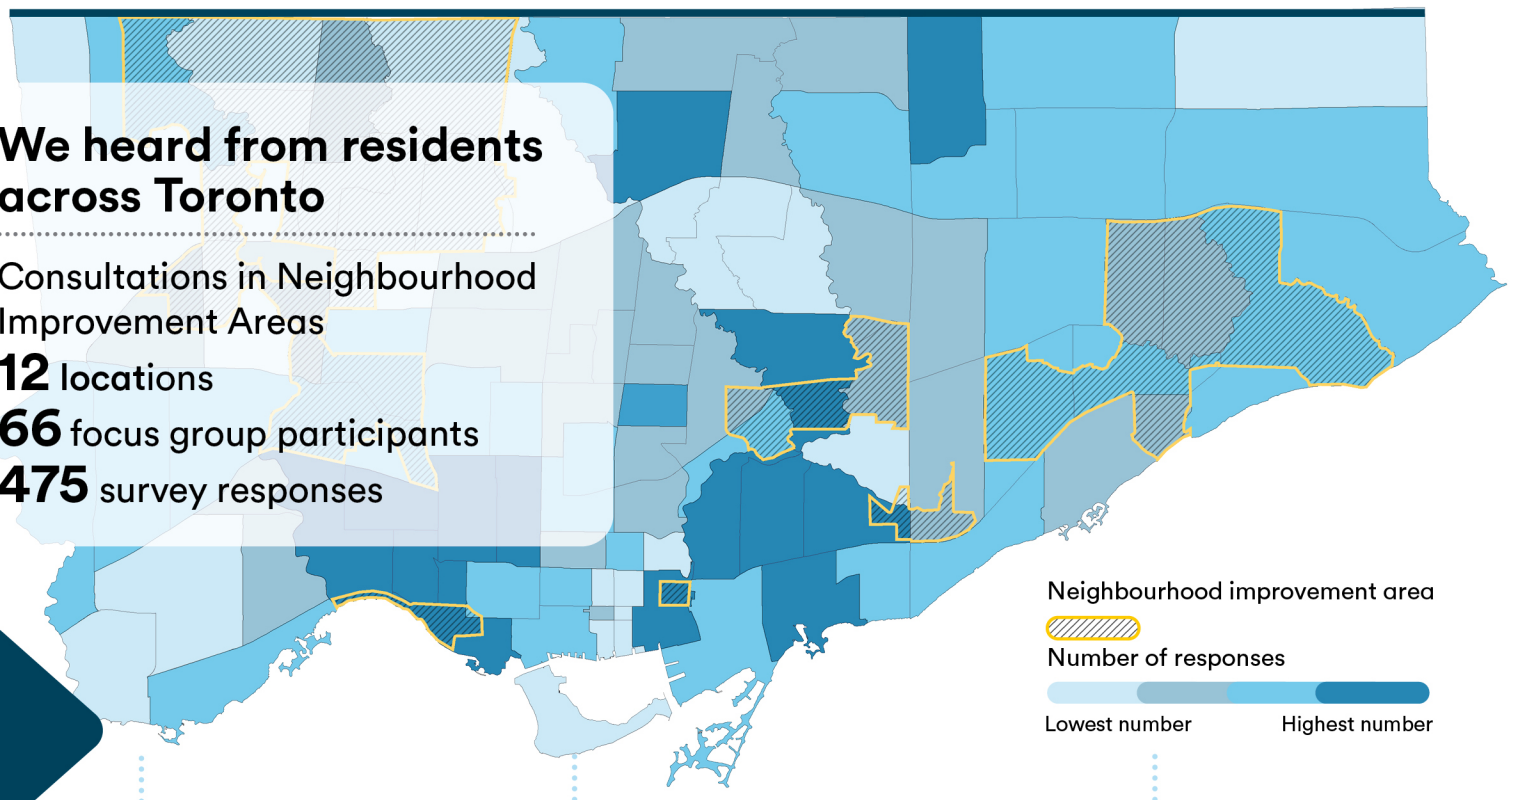 We heard from residents
across Toronto
Consultations in Neighbourhood
Improvement Areas
12 locations
66 focus group participants
475 survey responses
Neighbourhood improvement area
Number of responses
Lowest number Highest number